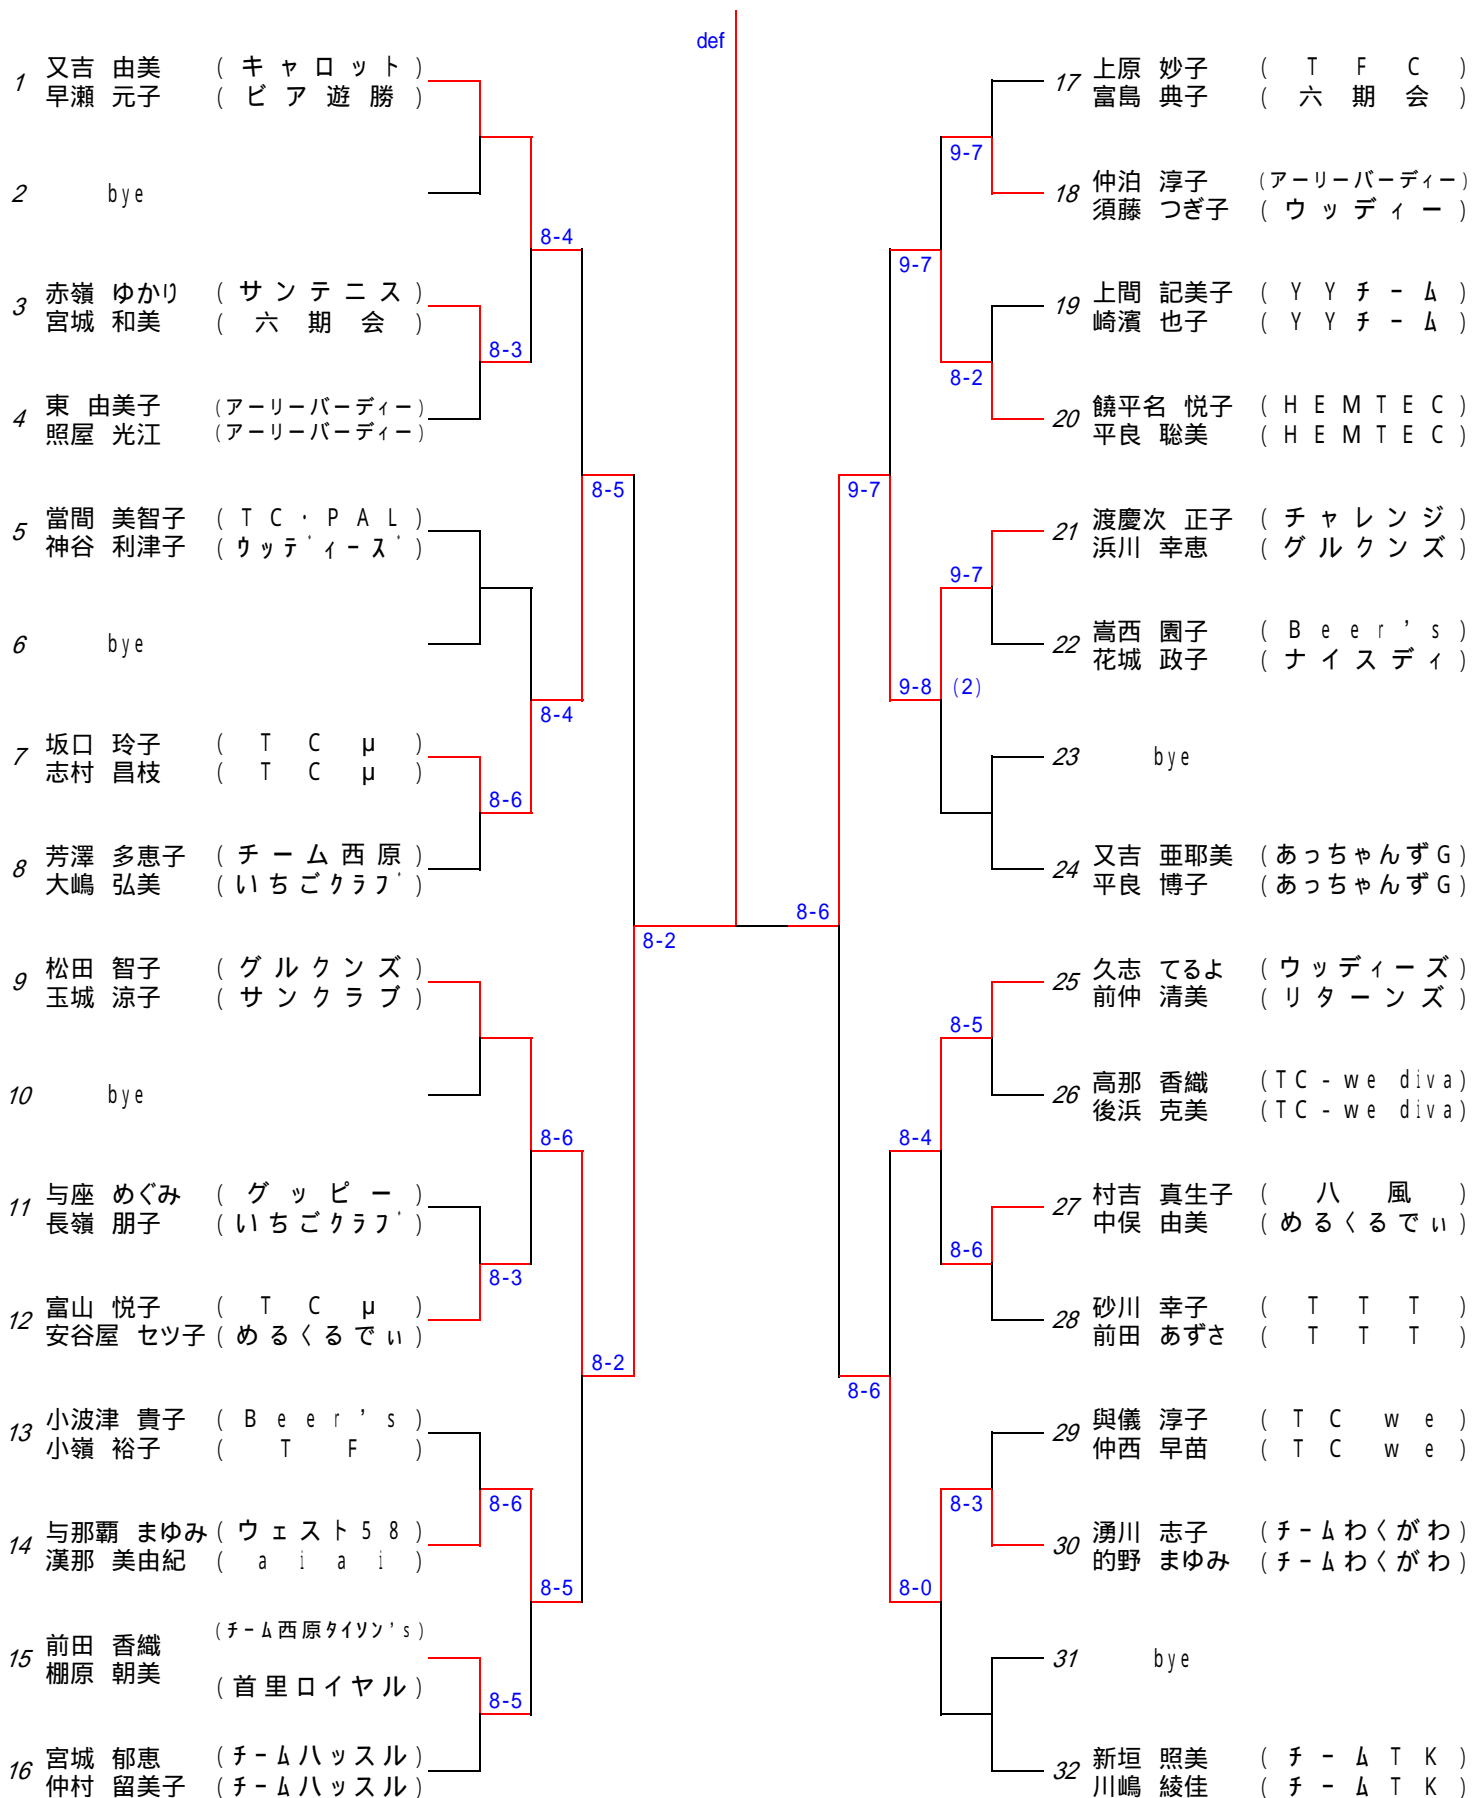 def
1 又吉 由美 (キャロット)
早瀬 元子 (ビア遊勝)
2 bye
8-4
3 赤嶺 ゆかり (サンテニス)
宮城 和美 (六期会)
8-3
4 東 由美子 (アーリーバーディー)
照屋 光江 (アーリーバーディー)
8-5
5 當間 美智子 (TC・PAL)
神谷 利津子 (ウッディーズ)
6 bye
8-4
7 坂口 玲子 (TCμ)
志村 昌枝 (TCμ)
8-6
8 芳澤 多恵子 (チーム西原)
大嶋 弘美 (いちごクラブ)
8-2
9 松田 智子 (グルクンズ)
玉城 涼子 (サンクラブ)
10 bye
8-6
11 与座 めぐみ (グッピー)
長嶺 朋子 (いちごクラブ)
8-3
12 富山 悦子 (TCμ)
安谷屋 セツ子 (めるくるでぃ)
8-2
13 小波津 貴子 (Beer's)
小嶺 裕子 (TF)
8-6
14 与那覇 まゆみ (ウェスト58)
漢那 美由紀 (aiai)
8-5
15 前田 香織 (チーム西原タイソン's)
棚原 朝美 (首里ロイヤル)
8-5
16 宮城 郁恵 (チームハッスル)
仲村 留美子 (チームハッスル)
17 上原 妙子 (TFC)
富島 典子 (六期会)
9-7
18 仲泊 淳子 (アーリーバーディー)
須藤 つぎ子 (ウッディー)
9-7
19 上間 記美子 (YYチーム)
崎濱 也子 (YYチーム)
8-2
20 饒平名 悦子 (HEMTEC)
平良 聡美 (HEMTEC)
9-7
21 渡慶次 正子 (チャレンジ)
浜川 幸恵 (グルクンズ)
9-7
22 嵩西 園子 (Beer's)
花城 政子 (ナイスディ)
9-8 (2)
23 bye
24 又吉 亜耶美 (あっちゃんずG)
平良 博子 (あっちゃんずG)
8-6
25 久志 てるよ (ウッディーズ)
前仲 清美 (リターンズ)
8-5
26 高那 香織 (TC-we diva)
後浜 克美 (TC-we diva)
8-4
27 村吉 真生子 (八風)
中俣 由美 (めるくるでぃ)
8-6
28 砂川 幸子 (TTT)
前田 あずさ (TTT)
8-6
29 與儀 淳子 (TC we)
仲西 早苗 (TC we)
8-3
30 湧川 志子 (チームわくがわ)
的野 まゆみ (チームわくがわ)
8-0
31 bye
32 新垣 照美 (チームTK)
川嶋 綾佳 (チームTK)